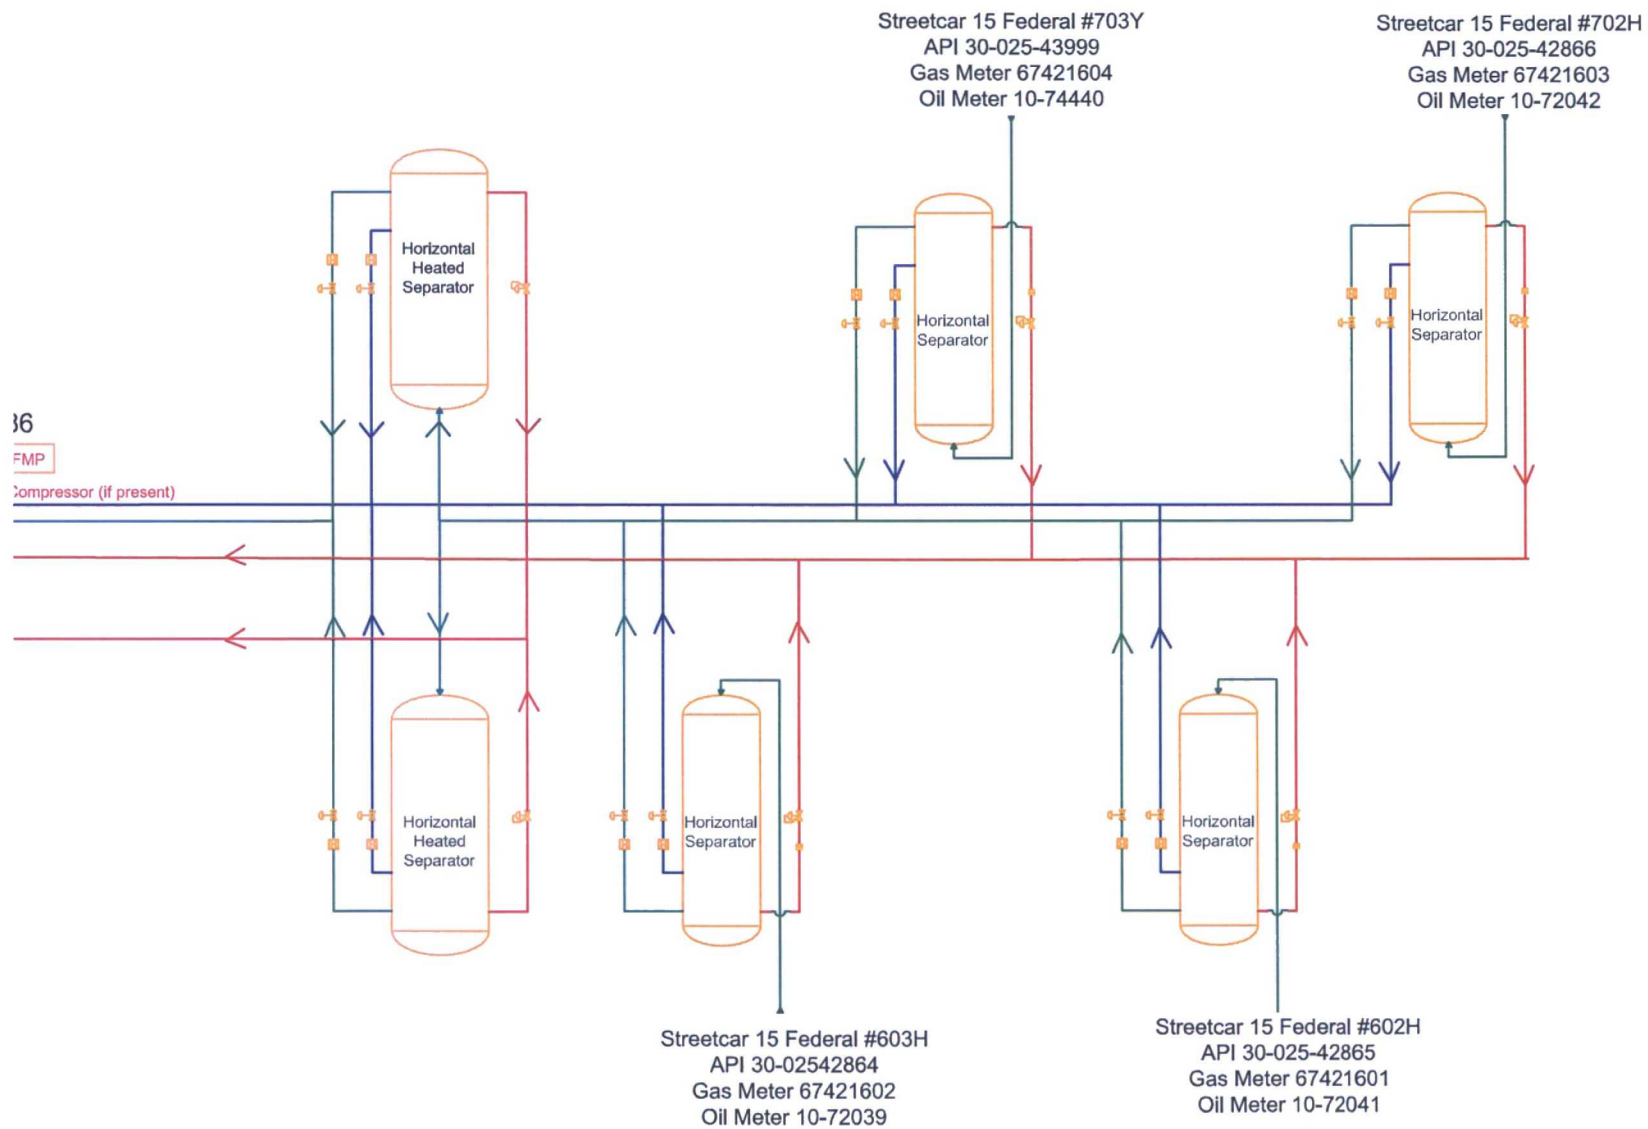 Streetcar 15 Federal #703Y
API 30-025-43999
Gas Meter 67421604
Oil Meter 10-74440
Streetcar 15 Federal #702H
API 30-025-42866
Gas Meter 67421603
Oil Meter 10-72042
Horizontal
Heated
Separator
Horizontal
Separator
Horizontal
Separator
36
FMP
Compressor (if present)
Horizontal
Heated
Separator
Horizontal
Separator
Horizontal
Separator
Streetcar 15 Federal #603H
API 30-02542864
Gas Meter 67421602
Oil Meter 10-72039
Streetcar 15 Federal #602H
API 30-025-42865
Gas Meter 67421601
Oil Meter 10-72041